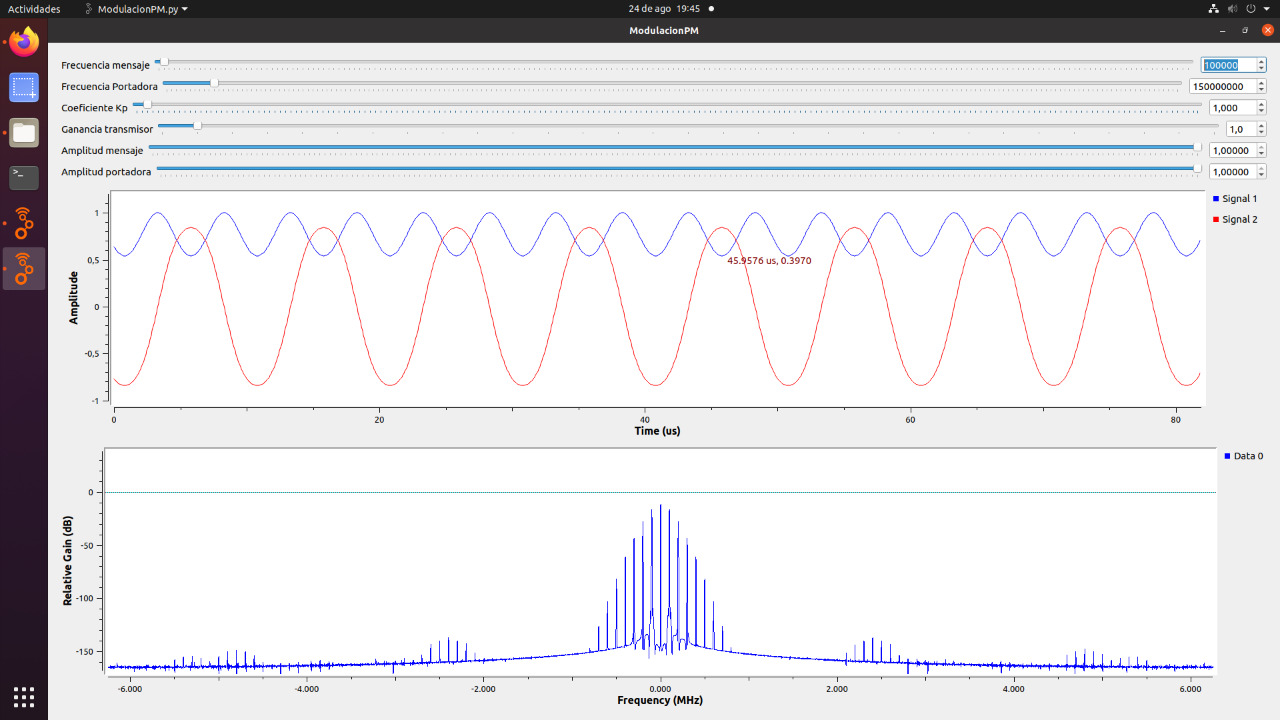 Actividades ModulacionPM.py 24 de ago 19:45
ModulacionPM
Frecuencia mensaje 100000
Frecuencia Portadora 150000000
Coeficiente Kp 1,000
Ganancia transmisor 1,0
Amplitud mensaje 1,00000
Amplitud portadora 1,00000
Signal 1
Signal 2
1
0,5
0
-0,5
-1
Amplitude
45.9576 us, 0.3970
0 20 40 60 80
Time (us)
Data 0
0
-50
-100
-150
Relative Gain (dB)
-6.000 -4.000 -2.000 0.000 2.000 4.000 6.000
Frequency (MHz)